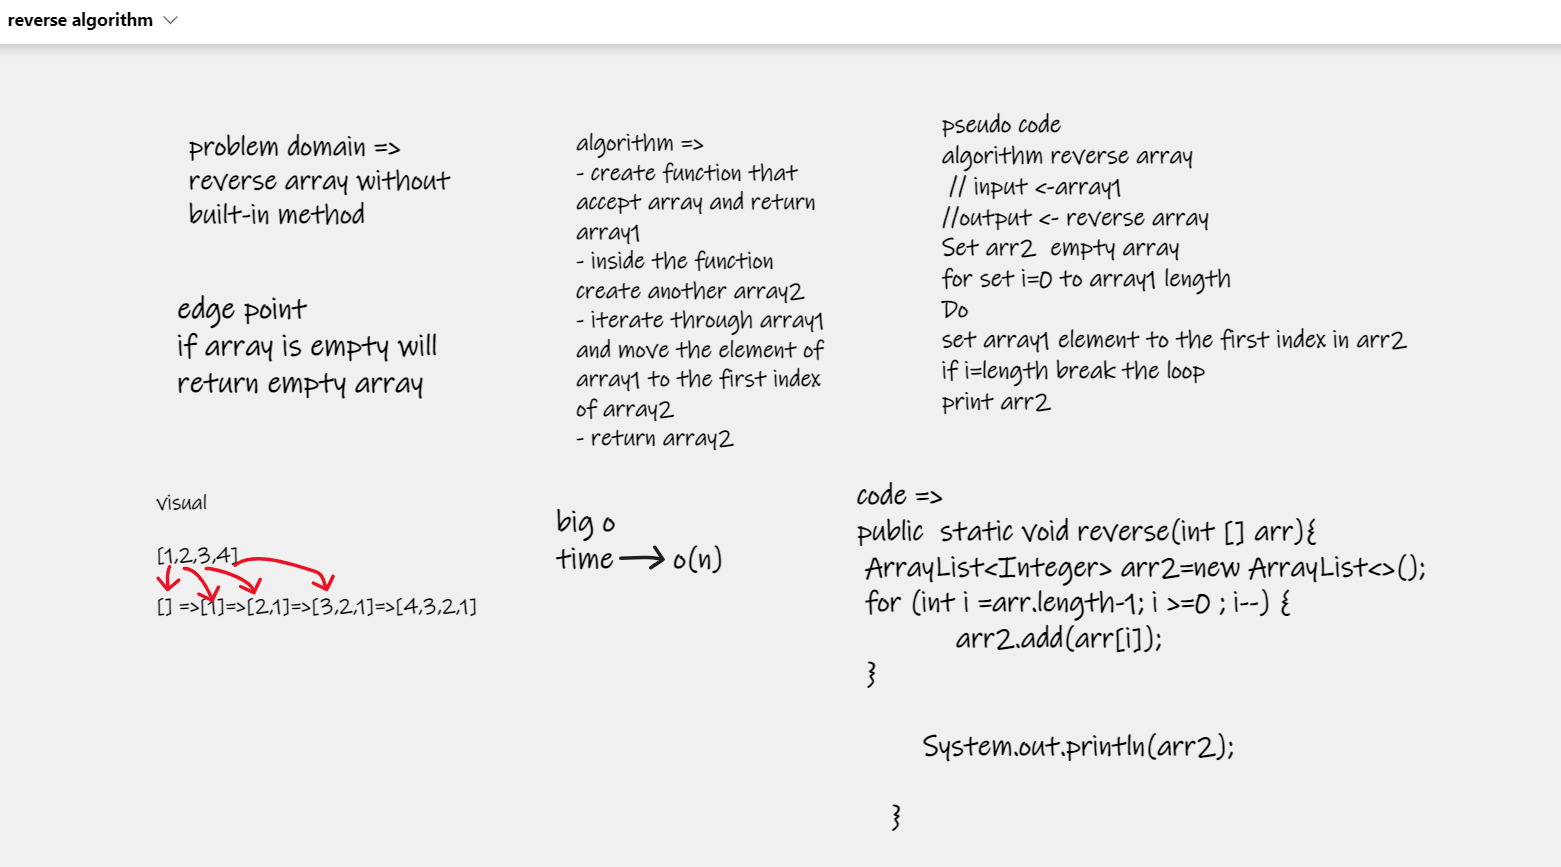 reverse algorithm
problem domain =>
reverse array without
built-in method
edge point
if array is empty will
return empty array
algorithm =>
- create function that
accept array and return
array1
- inside the function
create another array2
- iterate through array1
and move the element of
array1 to the first index
of array2
- return array2
pseudo code
algorithm reverse array
// input <-array1
//output <- reverse array
Set arr2  empty array
for set i=0 to array1 length
Do
set array1 element to the first index in arr2
if i=length break the loop
print arr2
visual
[1,2,3,4]
[] =>[1]=>[2,1]=>[3,2,1]=>[4,3,2,1]
big o
time → o(n)
code =>
public  static void reverse(int [] arr){
ArrayList<Integer> arr2=new ArrayList<>();
for (int i =arr.length-1; i >=0 ; i--) {
arr2.add(arr[i]);
}
System.out.println(arr2);
}